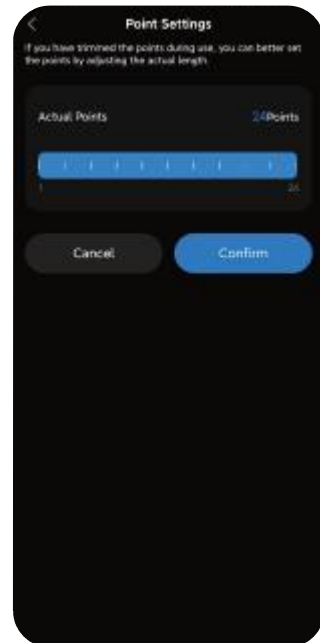 Point Settings
If you have trimmed the points during use, you can better set
the points by adjusting the actual length
Actual Points 24Points
1 24
Cancel Confirm